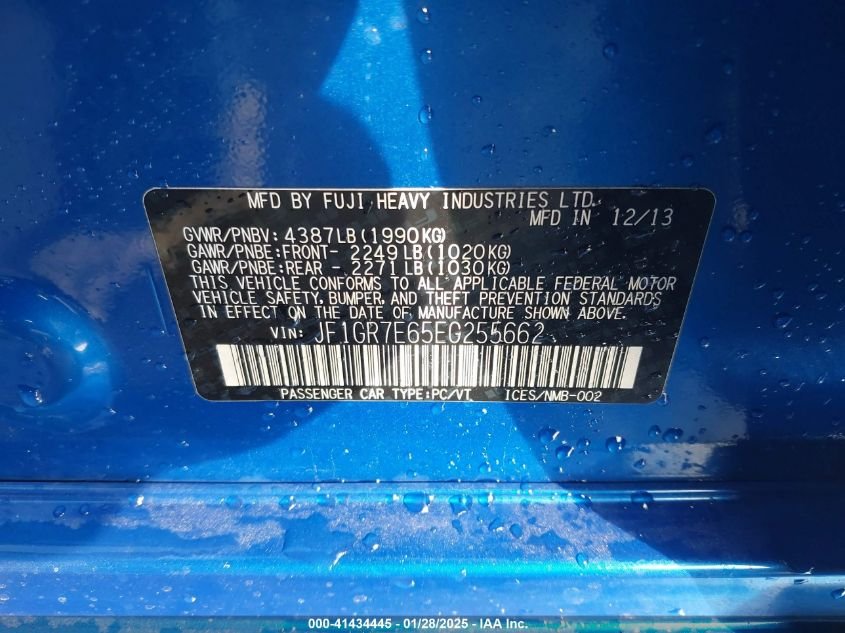 MFD BY FUJI HEAVY INDUSTRIES LTD.
MFD IN 12/13
GVWR/PNBV: 4387LB(1990KG)
GAWR/PNBE:FRONT- 2249LB(1020KG)
GAWR/PNBE:REAR - 2271LB(1030KG)
THIS VEHICLE CONFORMS TO ALL APPLICABLE FEDERAL MOTOR
VEHICLE SAFETY, BUMPER, AND THEFT PREVENTION STANDARDS
IN EFFECT ON THE DATE OF MANUFACTURE SHOWN ABOVE.
VIN: JF1GR7E65EG255662
PASSENGER CAR TYPE:PC/VT ICES/NMB-002
000-41434445 - 01/28/2025 - IAA Inc.